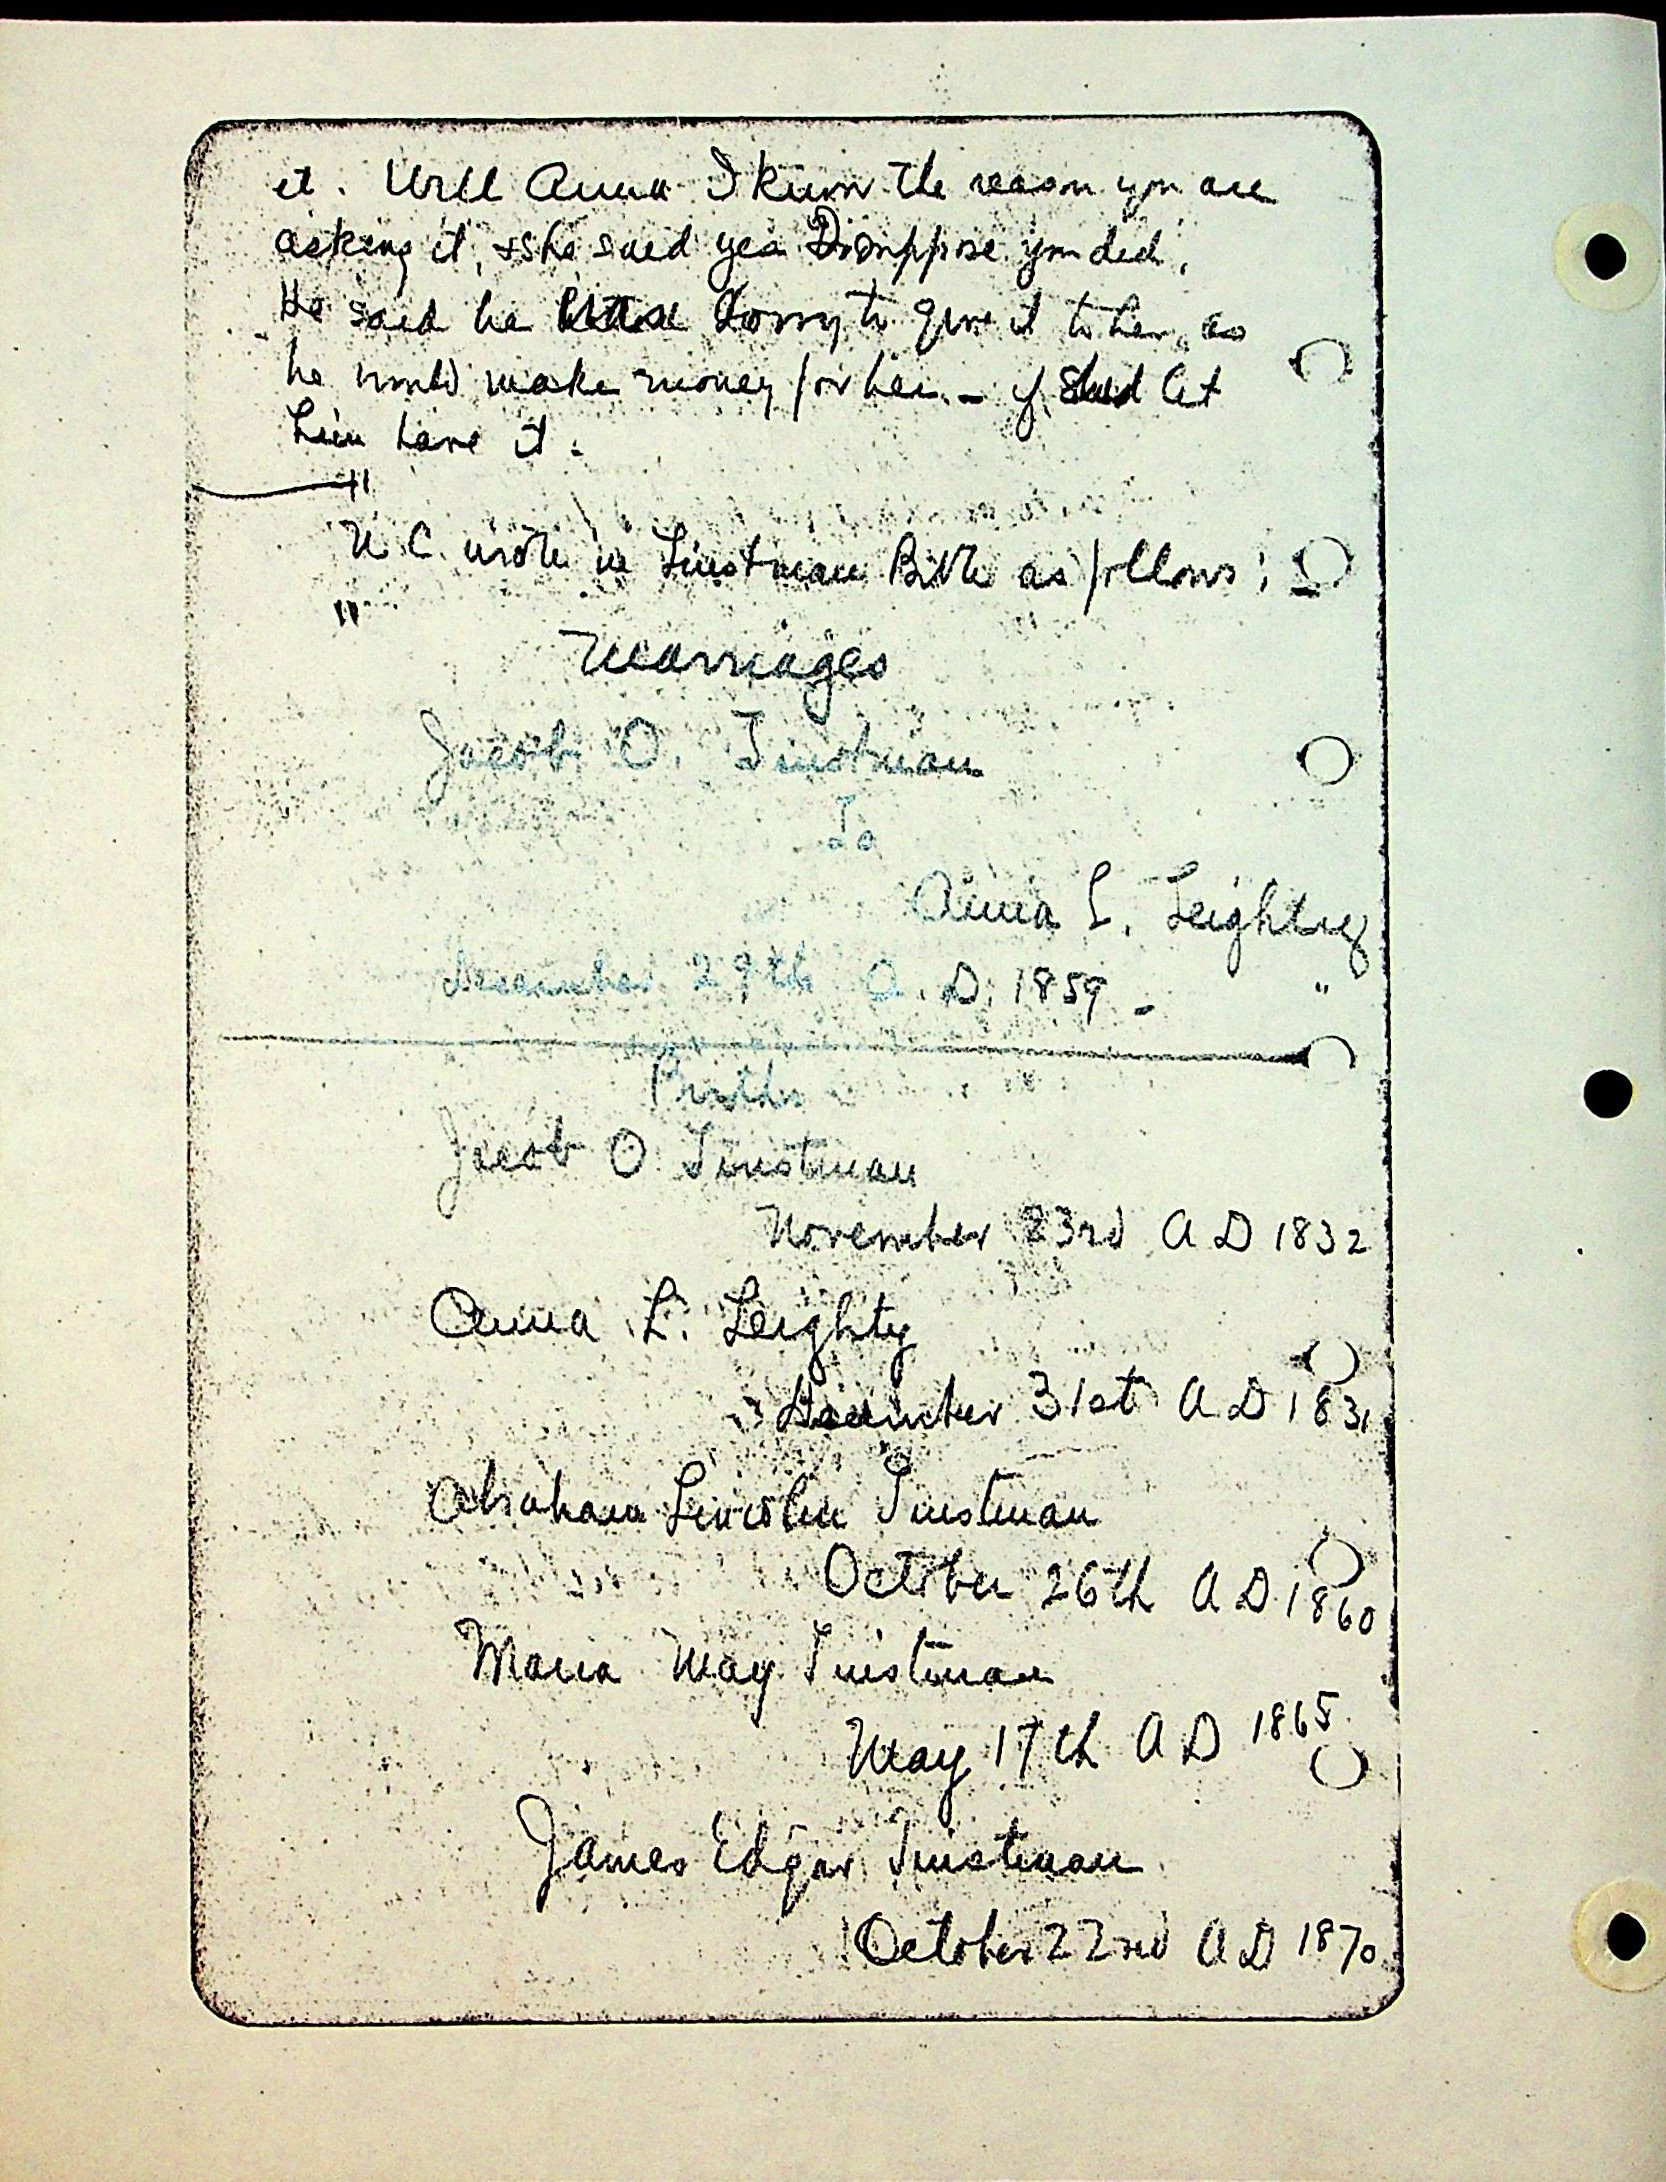 it. Well Anna I know the reason you are
asking it, & she said yes I suppose you did.
He said he was sorry to give it to her, as
he would make money for her. - if she'd let
him have it.
"
U. C. wrote in Tinstman Bible as follows:
"
Marriages
Jacob O. Tinstman
To
Anna L. Leighty
December 29th A. D. 1859 - "
Births
Jacob O Tinstman
November 23rd A D 1832
Anna L. Leighty
December 31st A D 1831
Abraham Lincoln Tinstman
October 26th A D 1860
Maria May Tinstman
May 17th A D 1865
James Edgar Tinstman
October 22nd A D 1870